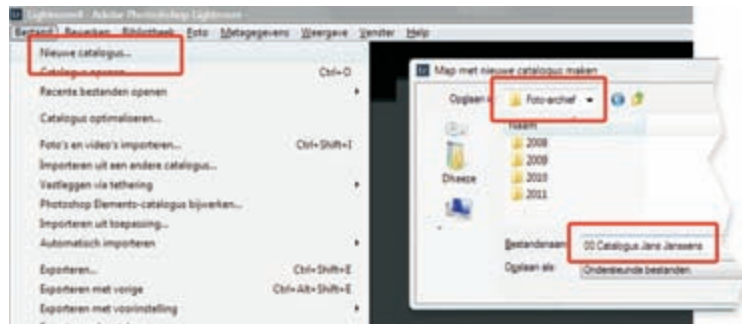 Lightroom4 - Adobe Photoshop Lightroom
Bestand Bewerken Bibliotheek Foto Metagegevens Weergave Venster Help
Nieuwe catalogus...
Catalogus openen... Ctrl+O
Recente bestanden openen
Catalogus optimaliseren...
Foto's en video's importeren... Ctrl+Shift+I
Importeren uit een andere catalogus...
Vastleggen via tethering
Photoshop Elements-catalogus bijwerken...
Importeren uit toepassing...
Automatisch importeren
Exporteren... Ctrl+Shift+E
Exporteren met vorige Ctrl+Alt+Shift+E
Exporteren met voorinstelling
Map met nieuwe catalogus maken
Opslaan Foto-archief
Naam
2008
2009
2010
2011
Dhaeze
Bestandsnaam: 00 Catalogus Jans Janssens
Opslaan als: Ondersteunde bestanden